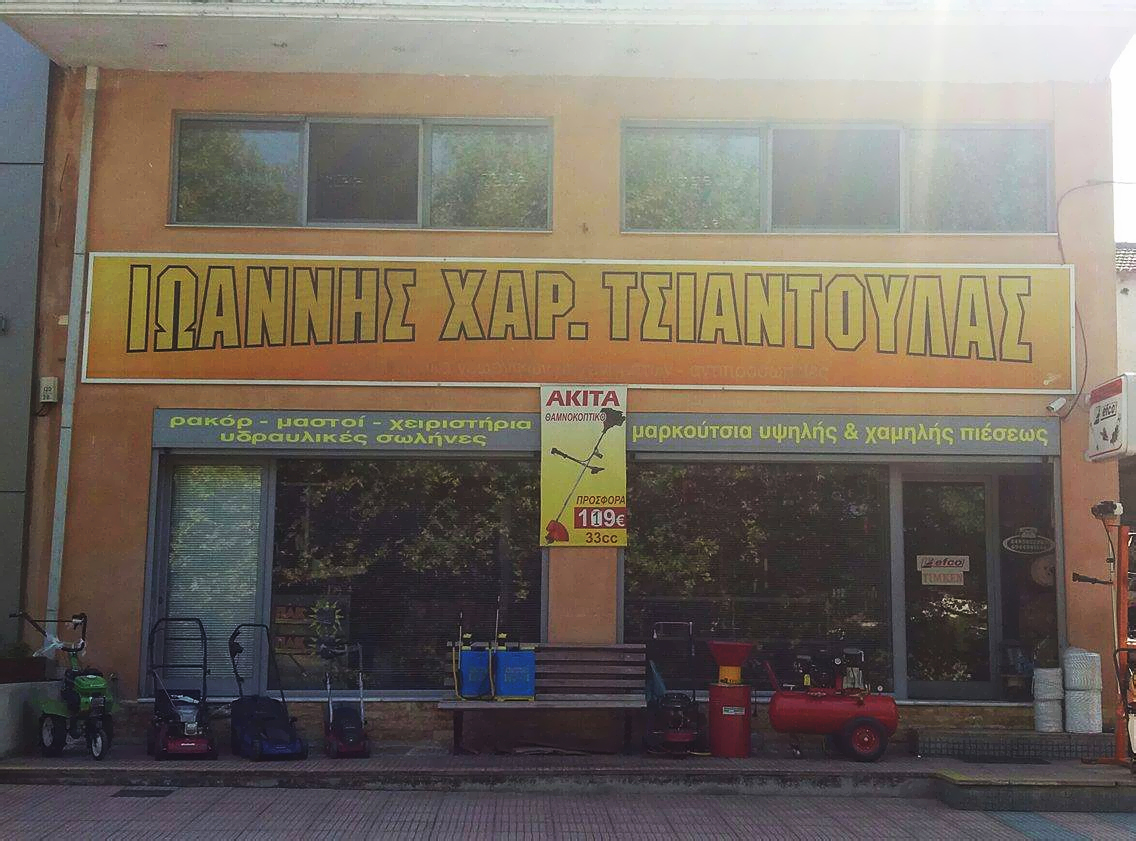 ΙΩΑΝΝΗΣ ΧΑΡ. ΤΣΙΑΝΤΟΥΛΑΣ
ρακόρ - μαστοί - χειριστήρια
υδραυλικές σωλήνες
AKITA
ΘΑΜΝΟΚΟΠΤΙΚΟ
ΠΡΟΣΦΟΡΑ
119€
33cc
μαρκούτσια υψηλής & χαμηλής πιέσεως
efco
efco
TIMKEN